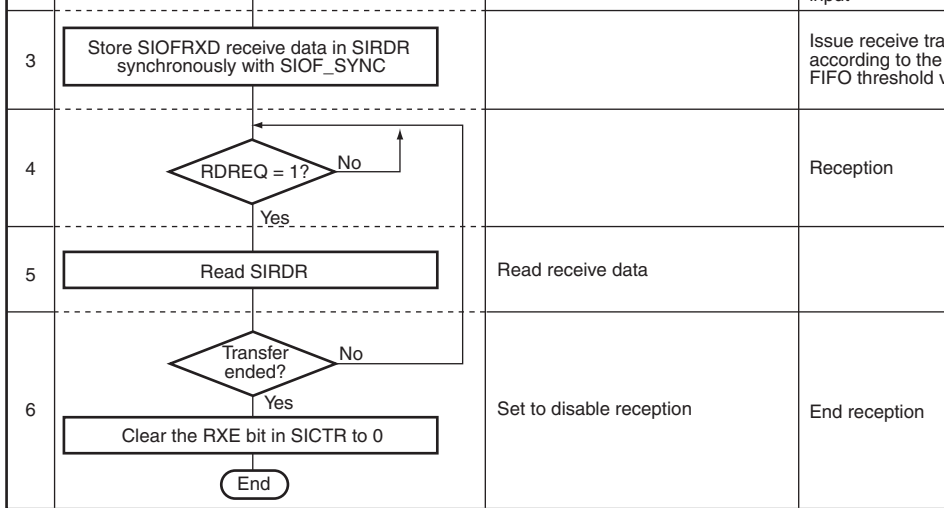 3
Store SIOFRXD receive data in SIRDR
synchronously with SIOF_SYNC
Issue receive
according to the
FIFO threshold
4
RDREQ = 1?
No
Yes
Reception
5
Read SIRDR
Read receive data
6
Transfer
ended?
No
Yes
Clear the RXE bit in SICTR to 0
End
Set to disable reception
End reception